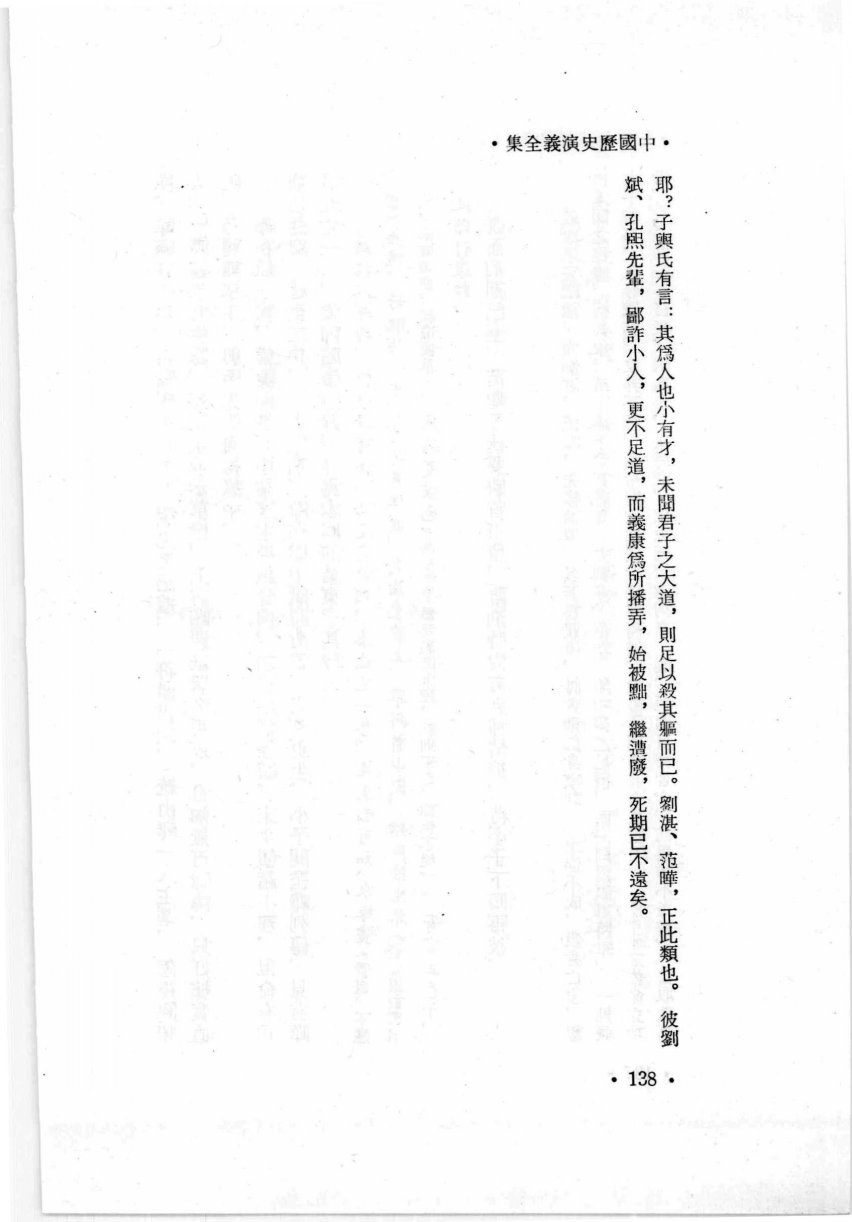 •中國歷史演義全集•
耶？子輿氏有言：其爲人也小有才，未聞君子之大道，則足以殺其軀而已。劉湛、范曄，正此類也。彼劉
斌、孔熙先輩，鄙詐小人，更不足道，而義康爲所播弄，始被黜，繼遭廢，死期已不遠矣。
•138•